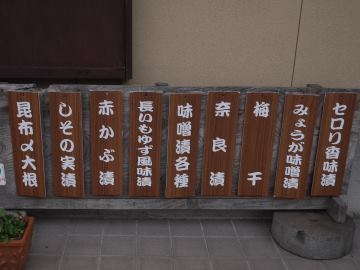 セロリ香味漬
みょうが味噌漬
梅干
奈良漬
味噌漬各種
長いもゆず風味漬
赤かぶ漬
しその実漬
昆布〆大根